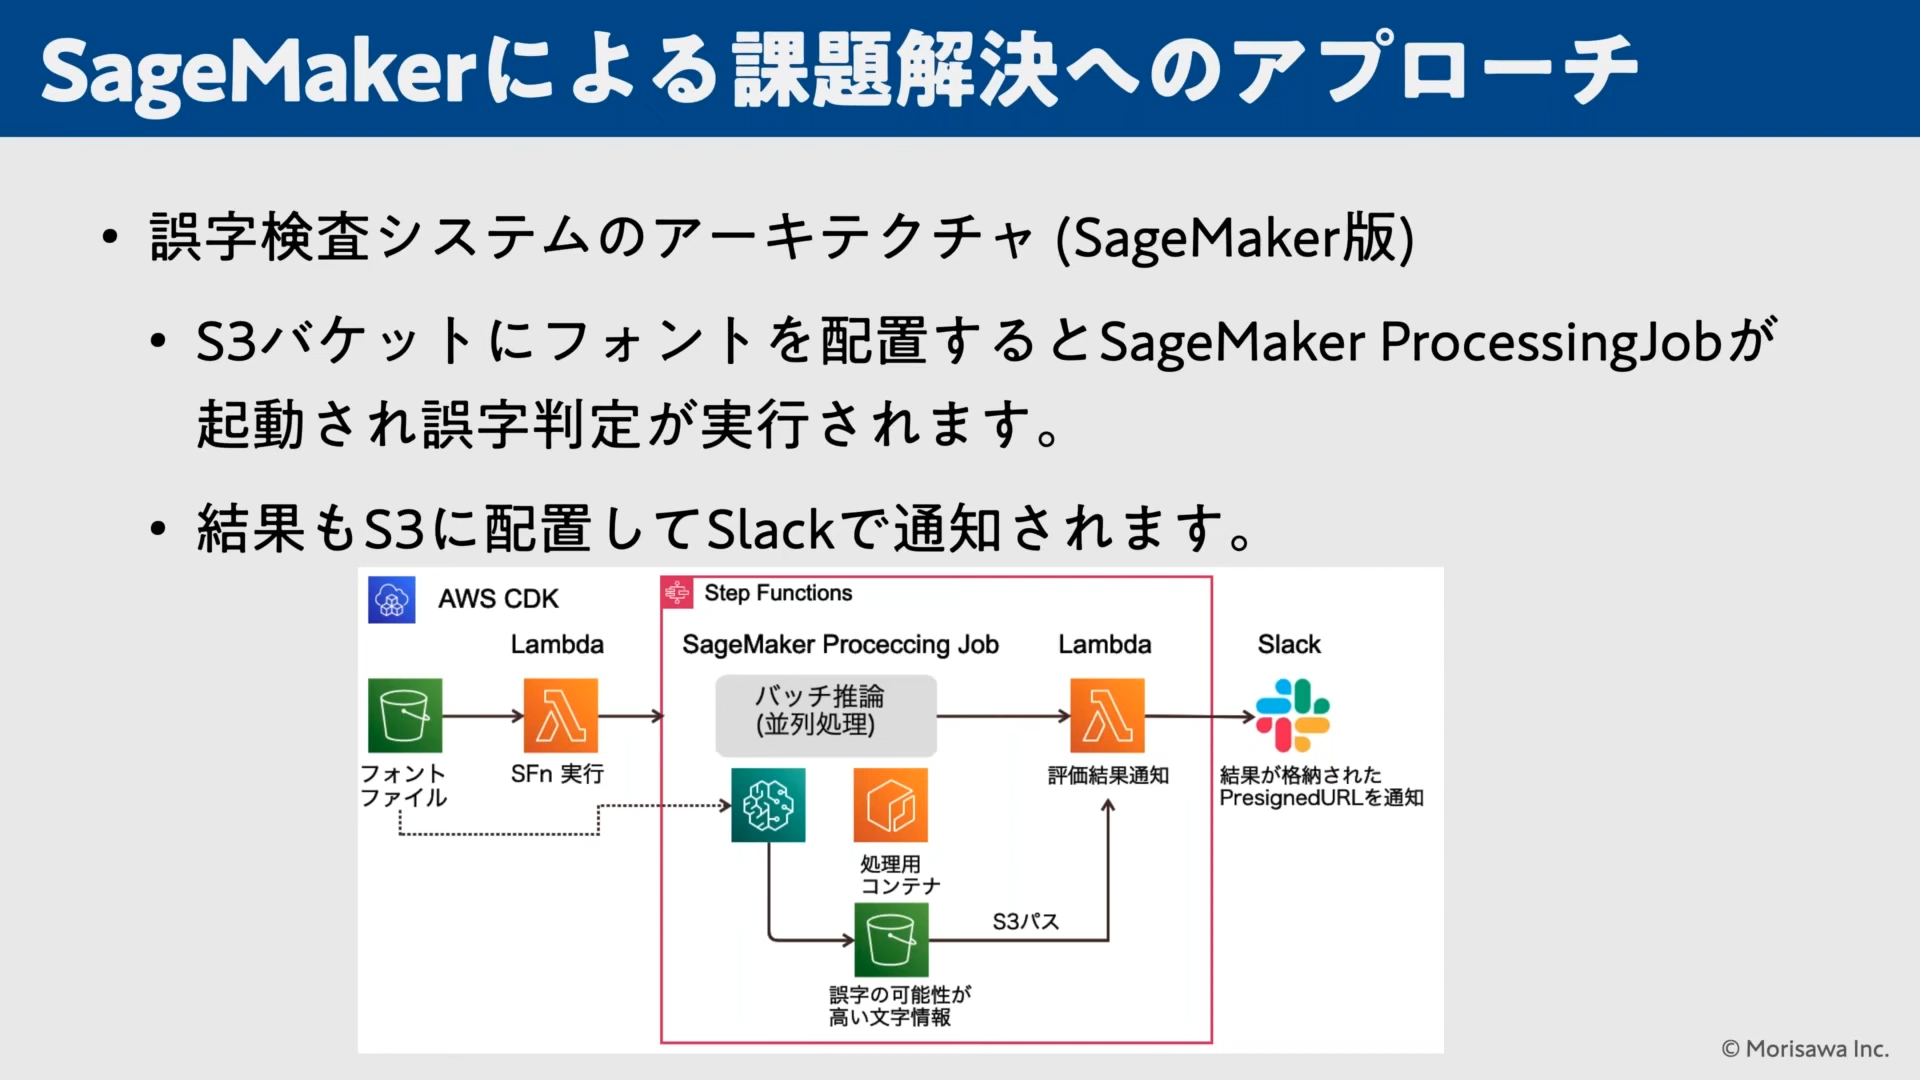 SageMakerによる課題解決へのアプローチ
• 誤字検査システムのアーキテクチャ (SageMaker版)
• S3バケットにフォントを配置するとSageMaker ProcessingJobが
起動され誤字判定が実行されます。
• 結果もS3に配置してSlackで通知されます。
AWS CDK
Step Functions
Lambda
SageMaker Proceccing Job
Lambda
Slack
バッチ推論
(並列処理)
フォント
ファイル
SFn 実行
評価結果通知
結果が格納された
PresignedURLを通知
処理用
コンテナ
S3パス
誤字の可能性が
高い文字情報
© Morisawa Inc.